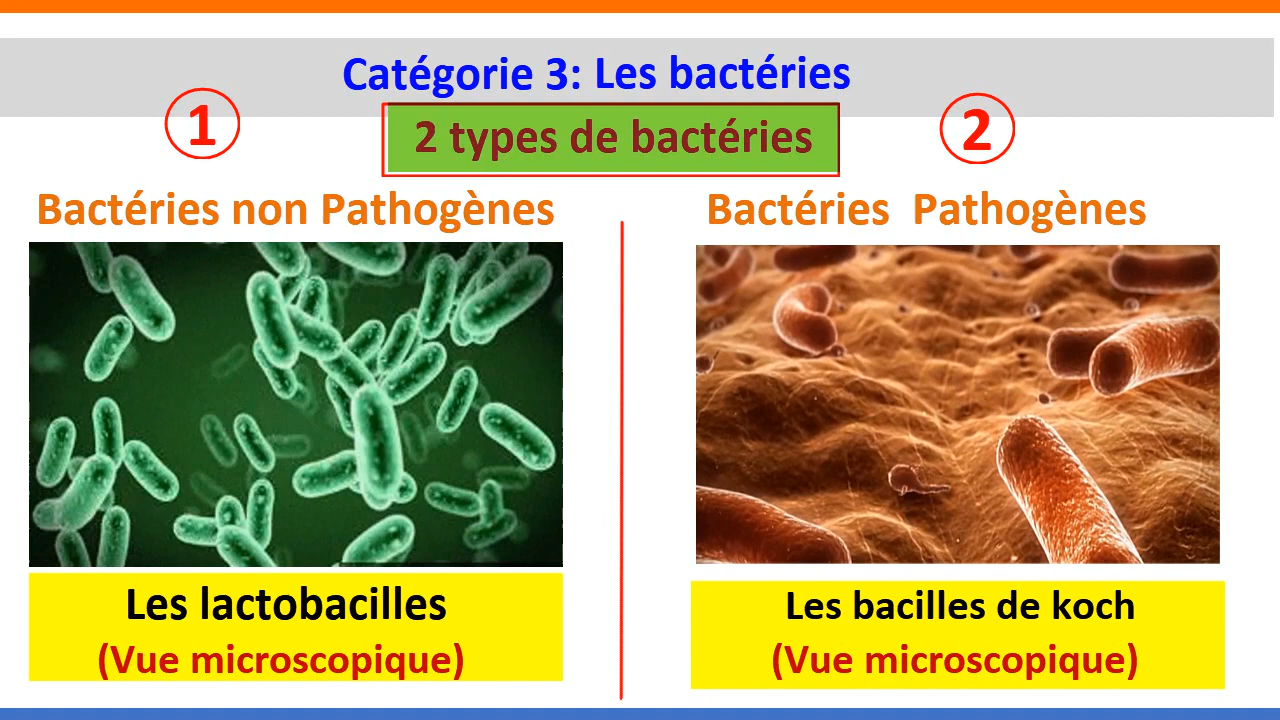 Catégorie 3: Les bactéries
2 types de bactéries
1
Bactéries non Pathogènes
Les lactobacilles
(Vue microscopique)
2
Bactéries Pathogènes
Les bacilles de koch
(Vue microscopique)